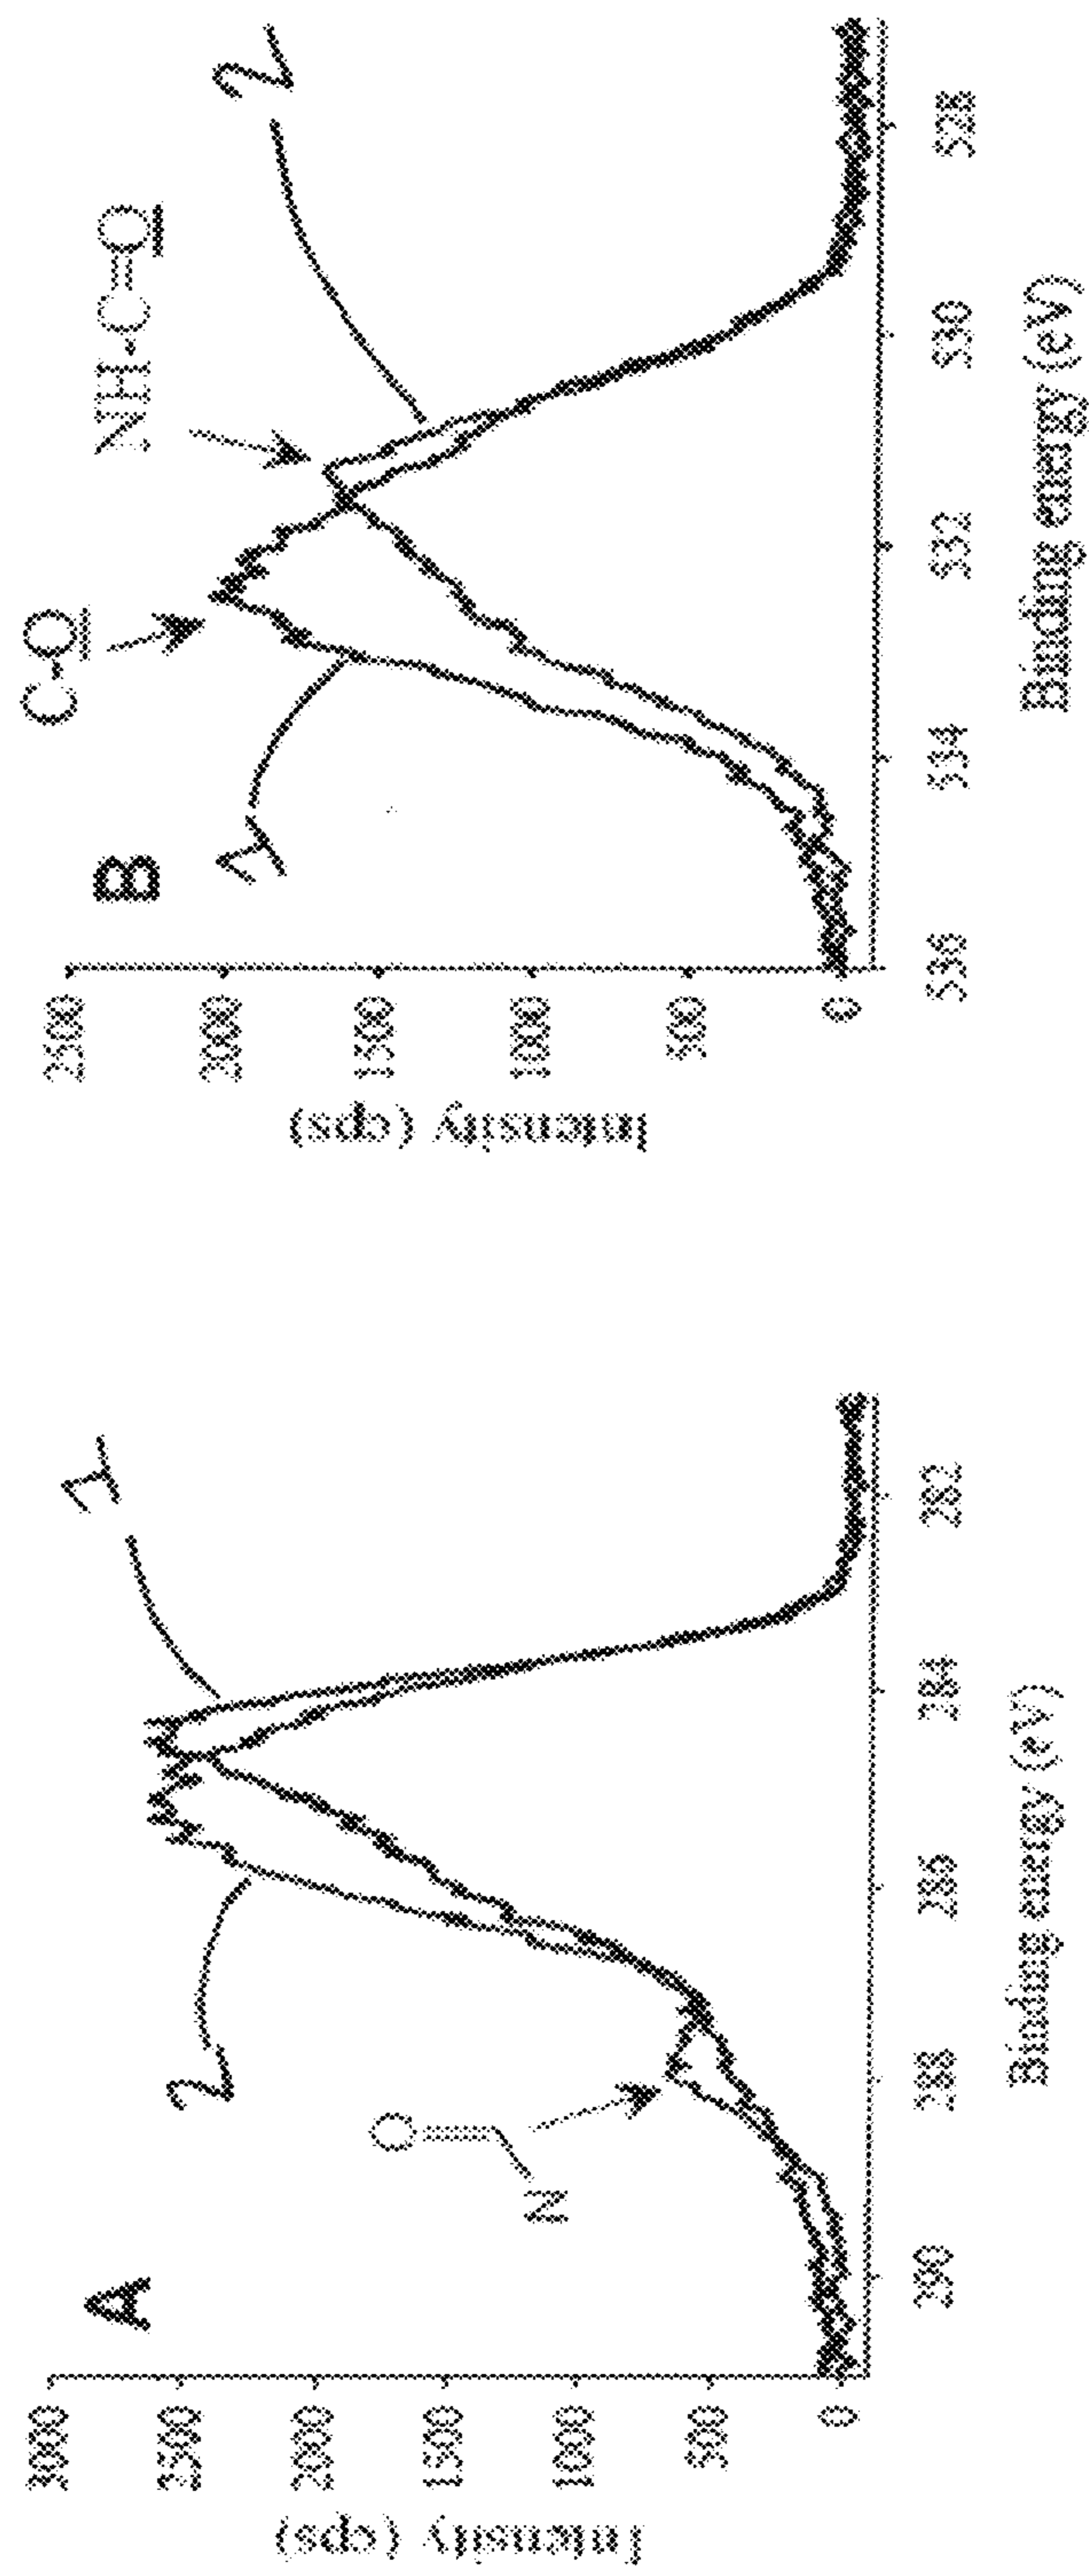 A
Intensity (cps)
3000
2500
2000
1500
1000
500
0
290
288
286
284
282
Binding energy (eV)
2
1
O
N
B
Intensity (cps)
2500
2000
1500
1000
500
0
536
534
532
530
528
Binding energy (eV)
1
C-O
NH-C=O
2